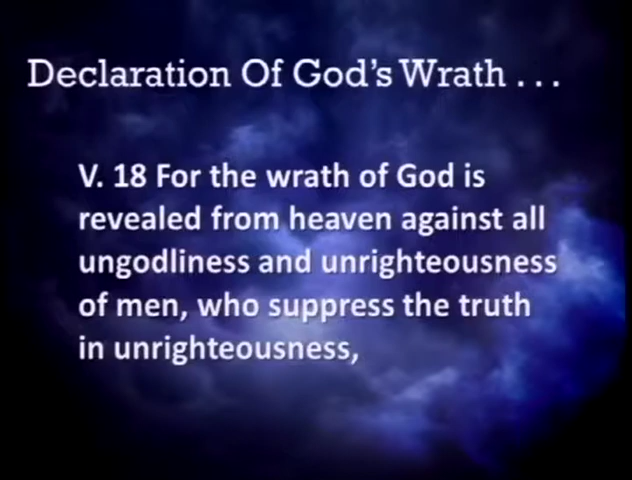 Declaration Of God's Wrath . . .
V. 18 For the wrath of God is
revealed from heaven against all
ungodliness and unrighteousness
of men, who suppress the truth
in unrighteousness,